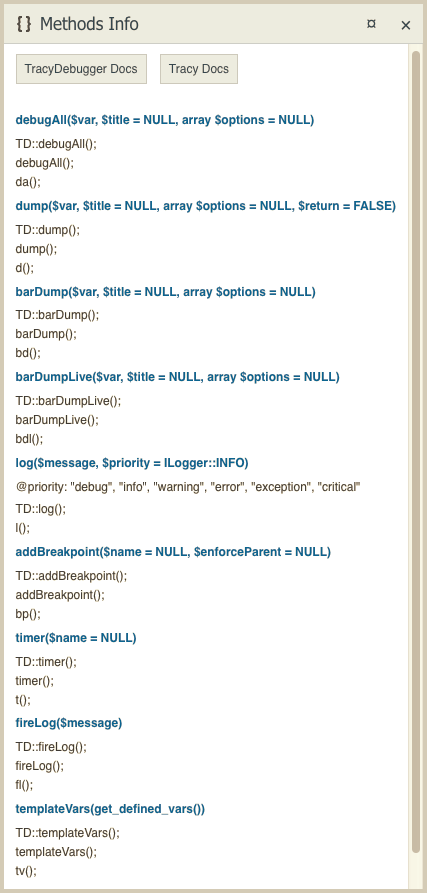 {} Methods Info ¤ ×
TracyDebugger Docs Tracy Docs
debugAll($var, $title = NULL, array $options = NULL)
TD::debugAll();
debugAll();
da();
dump($var, $title = NULL, array $options = NULL, $return = FALSE)
TD::dump();
dump();
d();
barDump($var, $title = NULL, array $options = NULL)
TD::barDump();
barDump();
bd();
barDumpLive($var, $title = NULL, array $options = NULL)
TD::barDumpLive();
barDumpLive();
bdl();
log($message, $priority = ILogger::INFO)
@priority: "debug", "info", "warning", "error", "exception", "critical"
TD::log();
l();
addBreakpoint($name = NULL, $enforceParent = NULL)
TD::addBreakpoint();
addBreakpoint();
bp();
timer($name = NULL)
TD::timer();
timer();
t();
fireLog($message)
TD::fireLog();
fireLog();
fl();
templateVars(get_defined_vars())
TD::templateVars();
templateVars();
tv();